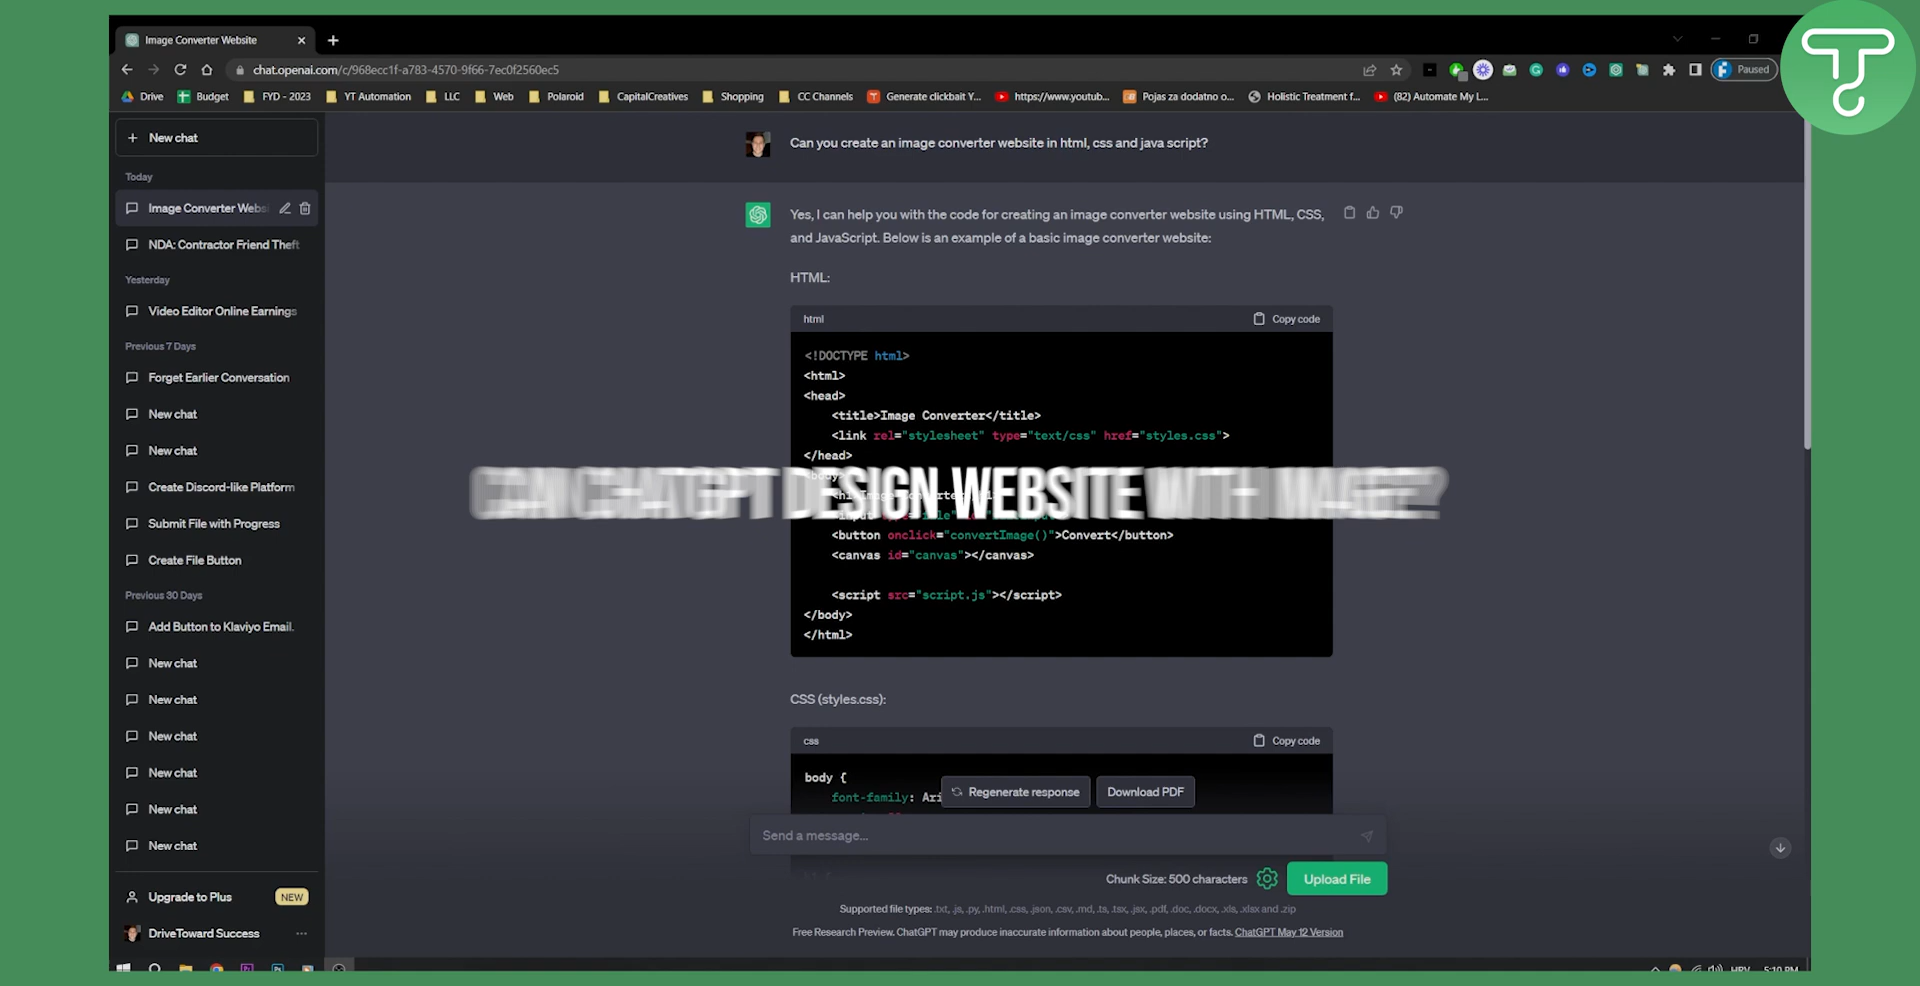 Image Converter Website
chat.openai.com/c/968ecc1f-a783-4570-9f66-7ec0f2560ec5
Paused
Drive Budget FYD - 2023 YT Automation LLC Web Polaroid CapitalCreatives Shopping CC Channels Generate clickbait Y... https://www.youtub... Pojas za dodatno o... Holistic Treatment f... (82) Automate My L...
+ New chat
Today
Image Converter Webs
NDA: Contractor Friend Theft
Yesterday
Video Editor Online Earnings
Previous 7 Days
Forget Earlier Conversation
New chat
New chat
Create Discord-like Platform
Submit File with Progress
Create File Button
Previous 30 Days
Add Button to Klaviyo Email.
New chat
New chat
New chat
New chat
New chat
New chat
Upgrade to Plus NEW
DriveToward Success ...
Can you create an image converter website in html, css and java script?
Yes, I can help you with the code for creating an image converter website using HTML, CSS,
and JavaScript. Below is an example of a basic image converter website:
HTML:
html Copy code
<!DOCTYPE html>
<html>
<head>
<title>Image Converter</title>
<link rel="stylesheet" type="text/css" href="styles.css">
</head>
<body>
CAN CHATGPT DESIGN WEBSITE WITH IMAGE?
<button onclick="convertImage()">Convert</button>
<canvas id="canvas"></canvas>
<script src="script.js"></script>
</body>
</html>
CSS (styles.css):
css Copy code
body {
font-family: Ari
Regenerate response Download PDF
Send a message...
Chunk Size: 500 characters Upload File
Supported file types: .txt, .js, .py, .html, .css, .json, .csv, .md, .ts, .tsx, .jsx, .pdf, .doc, .docx, .xls, .xlsx and .zip
Free Research Preview. ChatGPT may produce inaccurate information about people, places, or facts. ChatGPT May 12 Version
HRV 5:10 PM